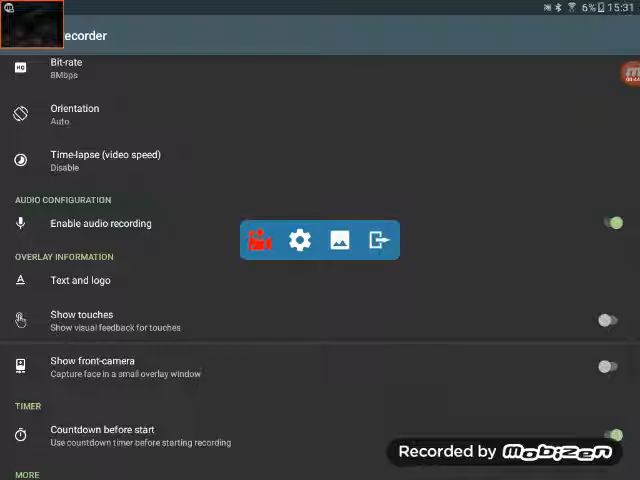 6% 15:31
ecorder
Bit-rate
HQ
8Mbps
Orientation
Auto
Time-lapse (video speed)
Disable
AUDIO CONFIGURATION
Enable audio recording
OVERLAY INFORMATION
A
Text and logo
Show touches
Show visual feedback for touches
Show front-camera
Capture face in a small overlay window
TIMER
Countdown before start
Use countdown timer before starting recording
Recorded by Mobizen
MORE